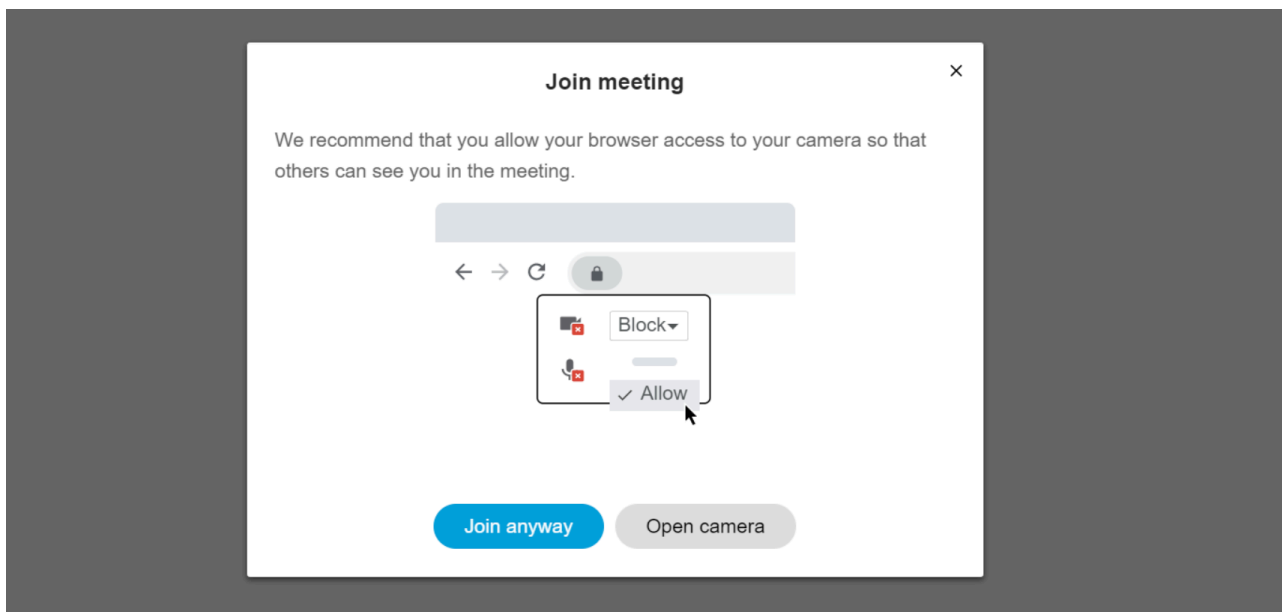 Join meeting
We recommend that you allow your browser access to your camera so that
others can see you in the meeting.
Block
Allow
Join anyway
Open camera